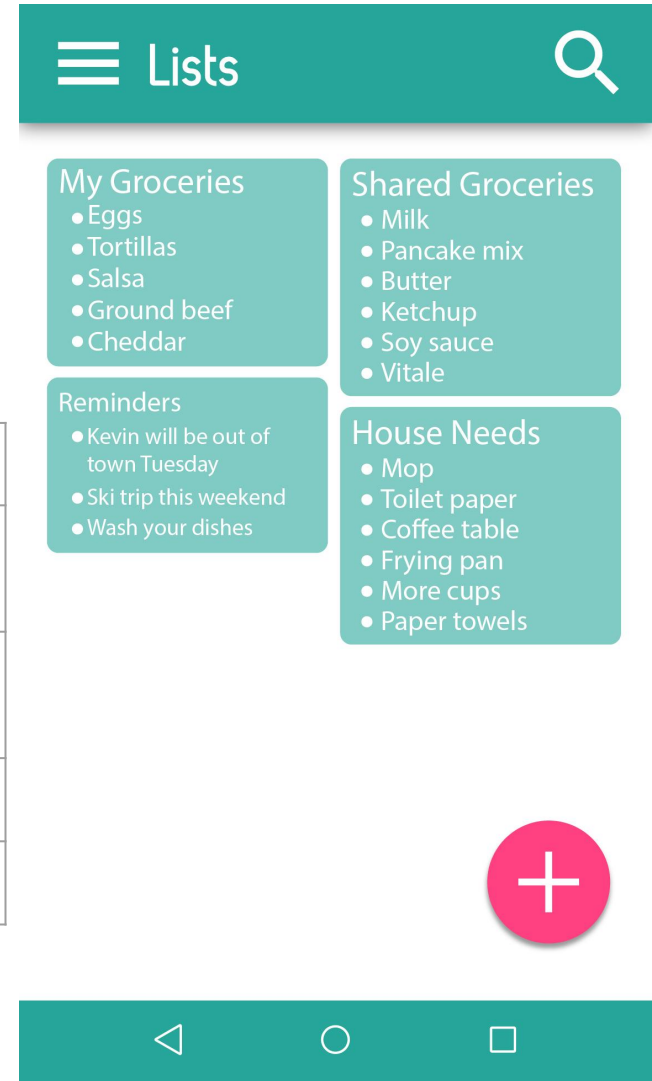 Lists
My Groceries
Eggs
Tortillas
Salsa
Ground beef
Cheddar
Reminders
Kevin will be out of
town Tuesday
Ski trip this weekend
Wash your dishes
Shared Groceries
Milk
Pancake mix
Butter
Ketchup
Soy sauce
Vitale
House Needs
Mop
Toilet paper
Coffee table
Frying pan
More cups
Paper towels